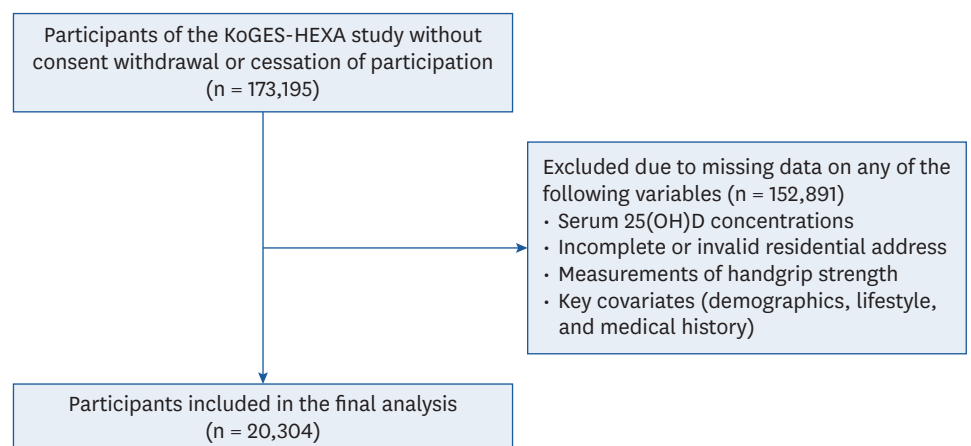 Participants of the KoGES-HEXA study without
consent withdrawal or cessation of participation
(n = 173,195)
Excluded due to missing data on any of the
following variables (n = 152,891)
· Serum 25(OH)D concentrations
· Incomplete or invalid residential address
· Measurements of handgrip strength
· Key covariates (demographics, lifestyle,
and medical history)
Participants included in the final analysis
(n = 20,304)